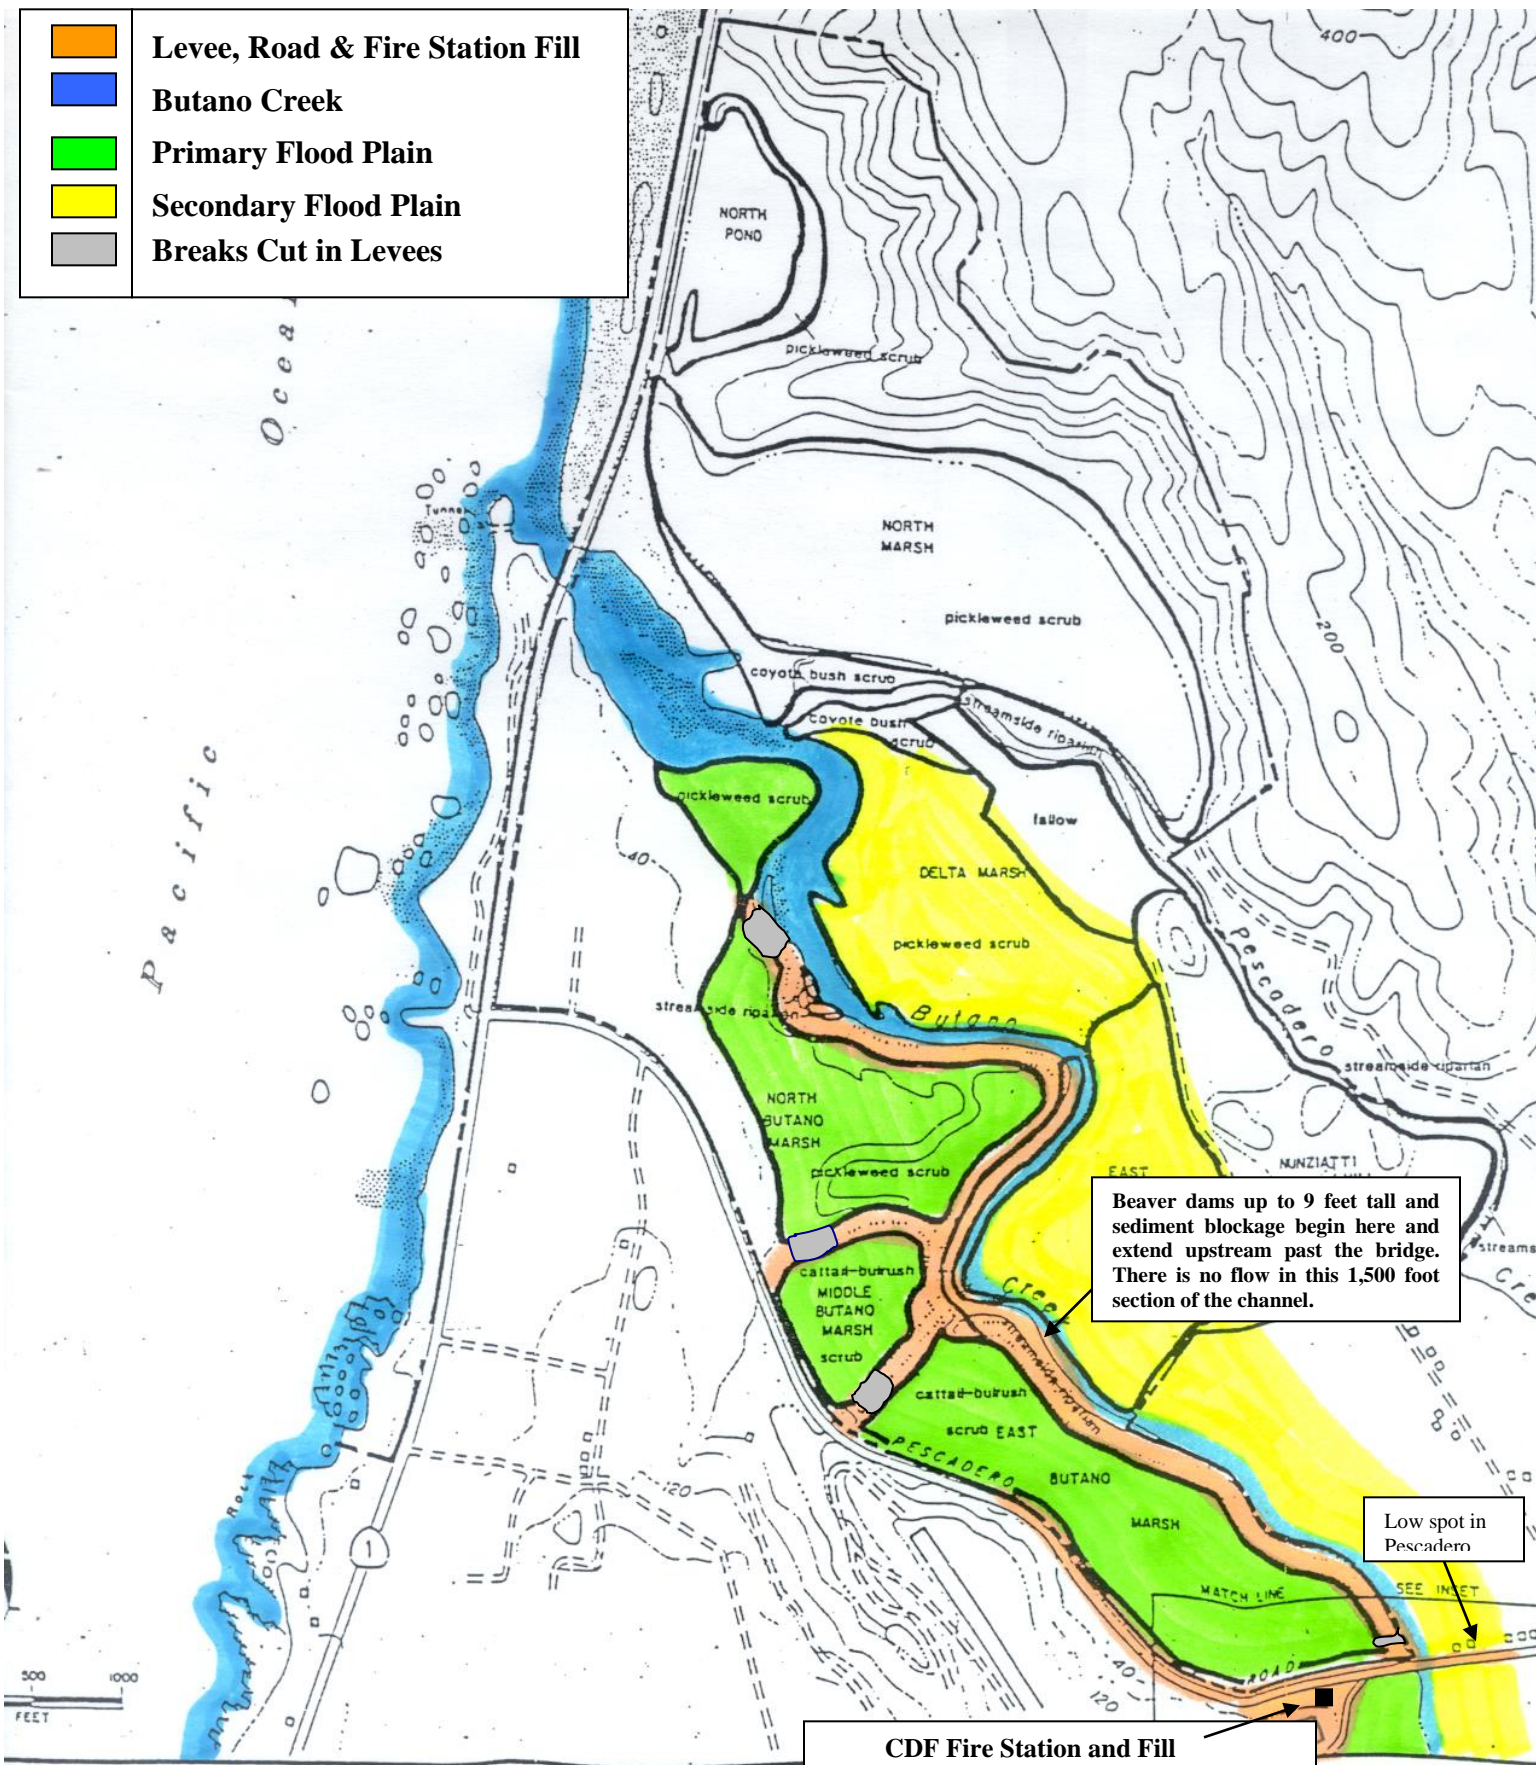 Levee, Road & Fire Station Fill
Butano Creek
Primary Flood Plain
Secondary Flood Plain
Breaks Cut in Levees
400
NORTH
POND
pickleweed scrub
Ocea
Tunnel
NORTH
MARSH
pickleweed scrub
200
coyote bush scrub
coyote bush
scrub
streamside riparian
pickleweed scrub
fallow
40
DELTA MARSH
pickleweed scrub
Pacific
Pescadero
streamside riparian
Butano
streamside riparian
NORTH
BUTANO
MARSH
pickleweed scrub
EAST
NUNZIATTI
Beaver dams up to 9 feet tall and
sediment blockage begin here and
extend upstream past the bridge.
There is no flow in this 1,500 foot
section of the channel.
streams
Cre
cattail-bulrush
MIDDLE
BUTANO
MARSH
scrub
Cree
streamside riparian
cattail-bulrush
scrub EAST
BUTANO
MARSH
PESCADERO
120
Rock
1
Low spot in
Pescadero
MATCH LINE
SEE INSET
ROAD
40
120
500
1000
FEET
CDF Fire Station and Fill